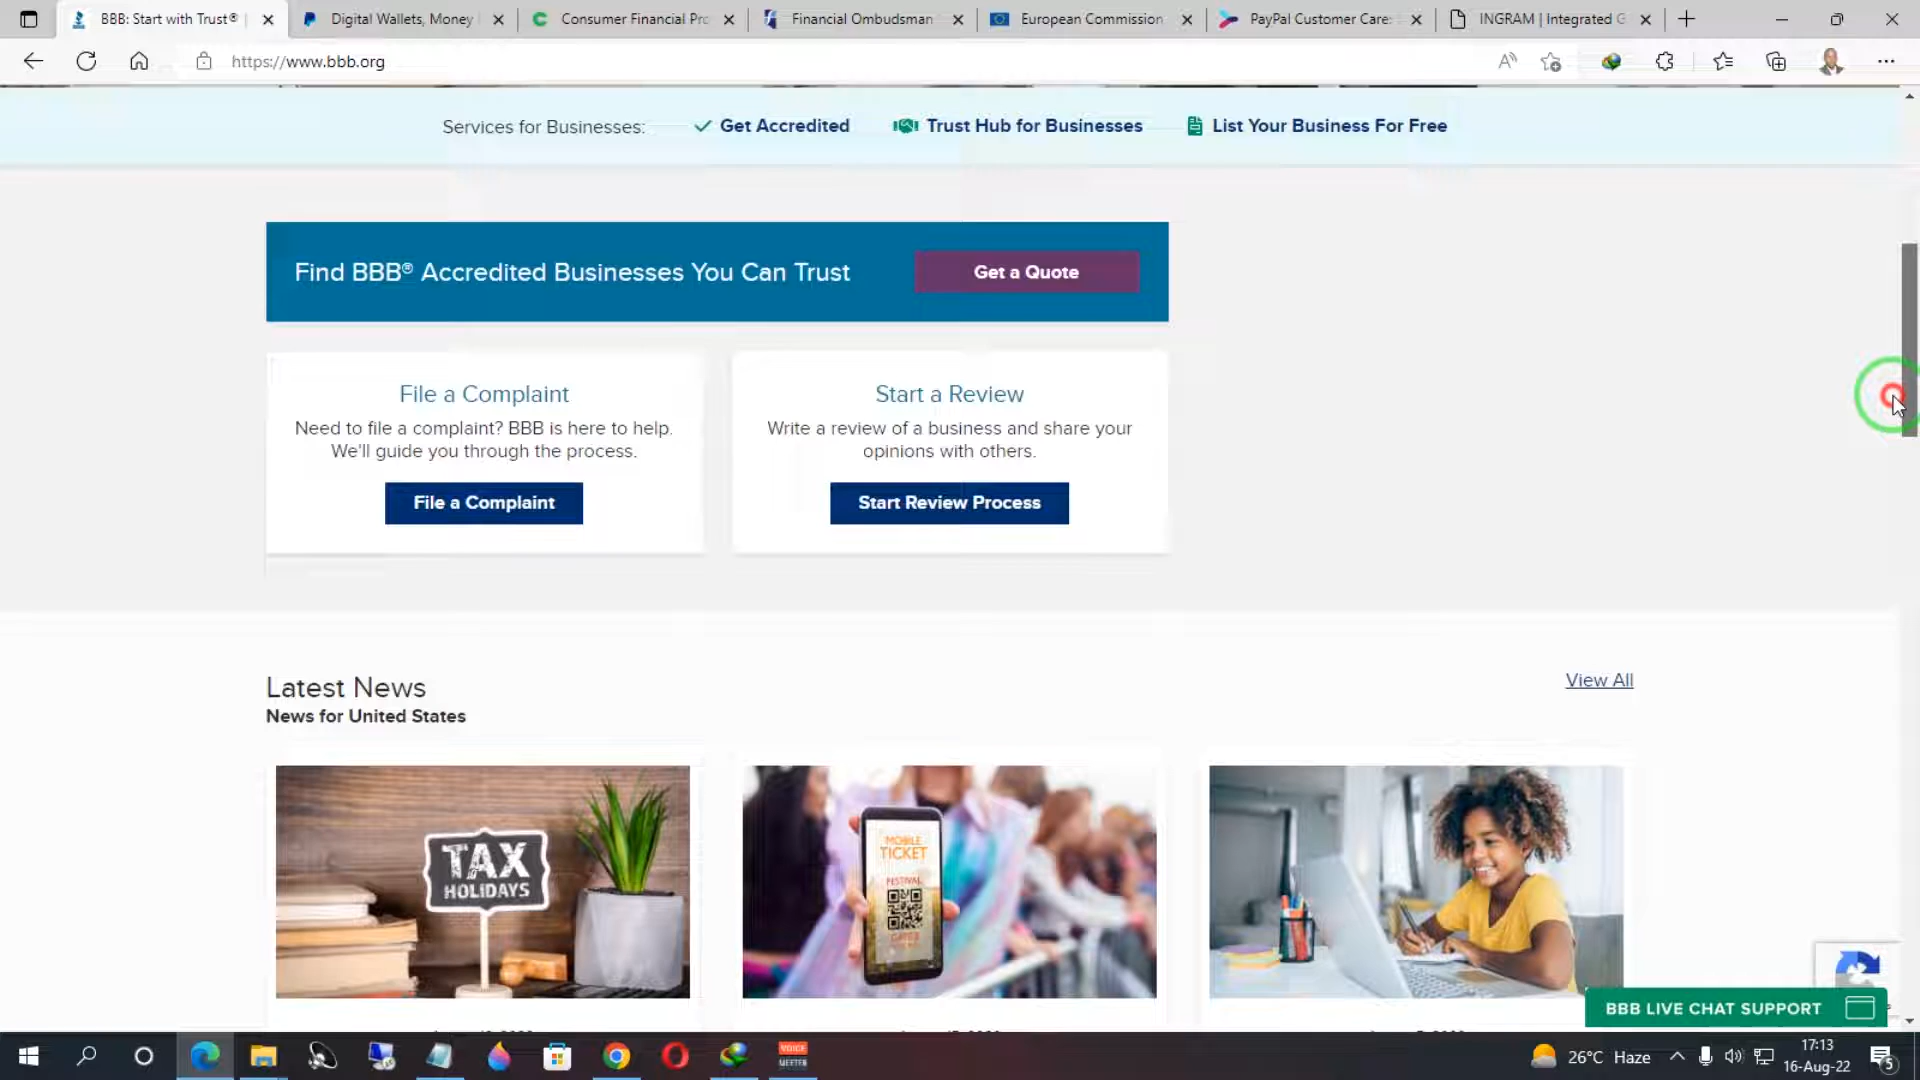 BBB: Start with Trust®
Digital Wallets, Money
Consumer Financial Pro
Financial Ombudsman
European Commission
PayPal Customer Care:
INGRAM | Integrated G
https://www.bbb.org
Services for Businesses:
Get Accredited
Trust Hub for Businesses
List Your Business For Free
Find BBB® Accredited Businesses You Can Trust
Get a Quote
File a Complaint
Need to file a complaint? BBB is here to help.
We'll guide you through the process.
File a Complaint
Start a Review
Write a review of a business and share your
opinions with others.
Start Review Process
Latest News
News for United States
View All
TAX
HOLIDAYS
MOBILE
TICKET
FESTIVAL
BBB LIVE CHAT SUPPORT
VOICE
MEETER
26°C Haze
17:13
16-Aug-22
5